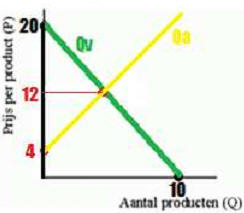 Prijs per product (P)
20
Qv
Qa
12
4
10
Aantal producten (Q)